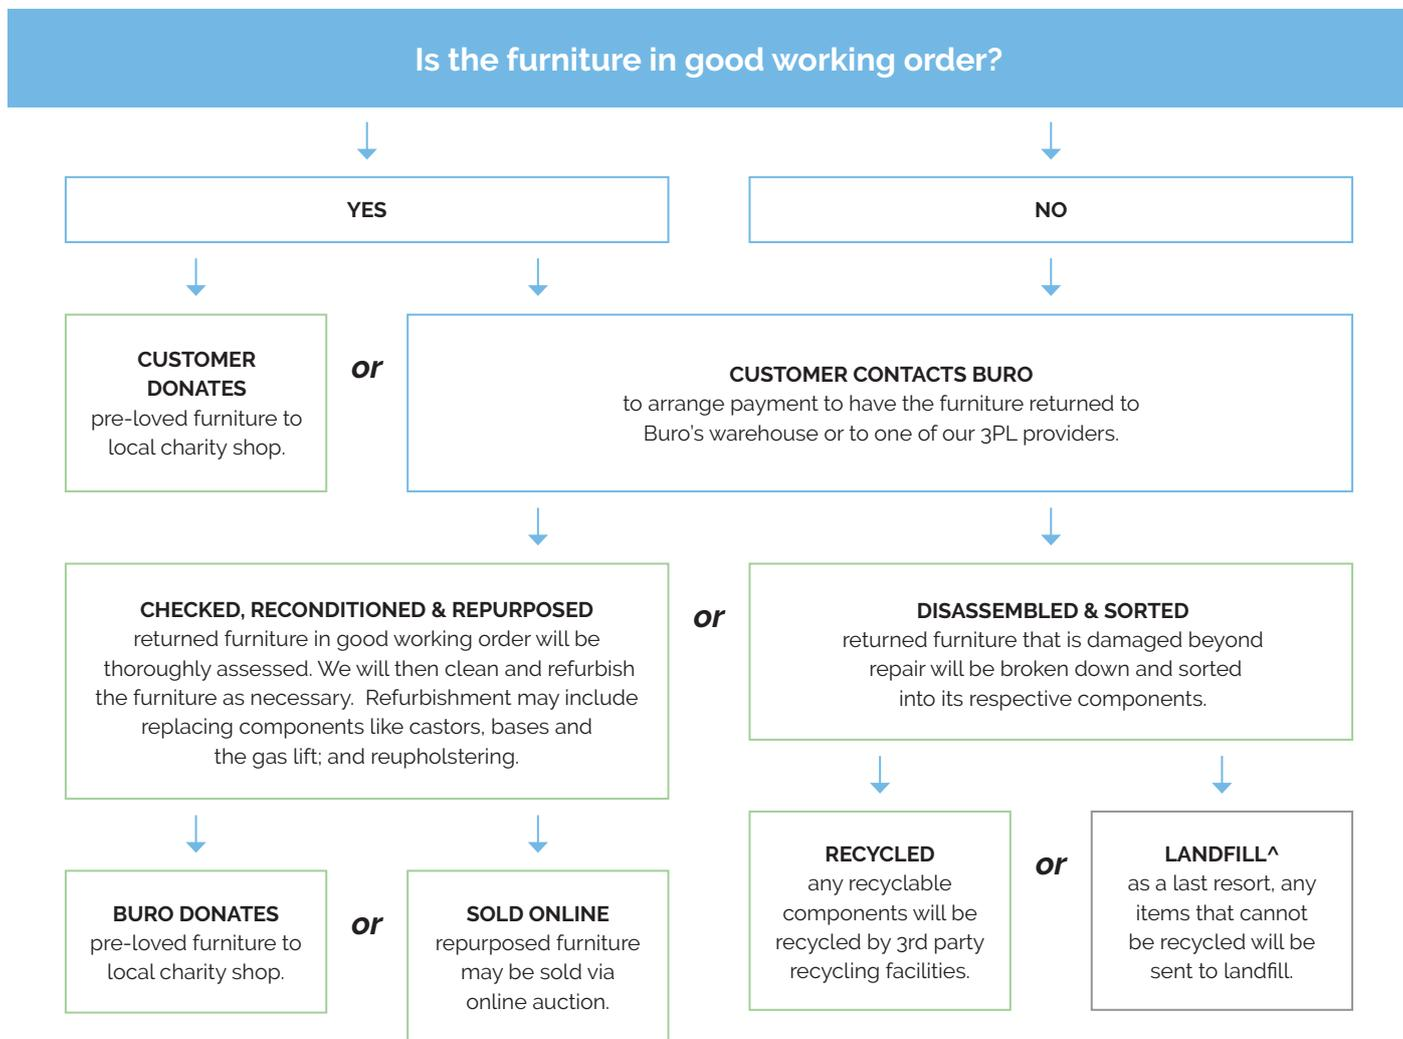 Is the furniture in good working order?
YES
NO
CUSTOMER
DONATES
pre-loved furniture to
local charity shop.
or
CUSTOMER CONTACTS BURO
to arrange payment to have the furniture returned to
Buro's warehouse or to one of our 3PL providers.
CHECKED, RECONDITIONED & REPURPOSED
returned furniture in good working order will be
thoroughly assessed. We will then clean and refurbish
the furniture as necessary.  Refurbishment may include
replacing components like castors, bases and
the gas lift; and reupholstering.
or
DISASSEMBLED & SORTED
returned furniture that is damaged beyond
repair will be broken down and sorted
into its respective components.
BURO DONATES
pre-loved furniture to
local charity shop.
or
SOLD ONLINE
repurposed furniture
may be sold via
online auction.
RECYCLED
any recyclable
components will be
recycled by 3rd party
recycling facilities.
or
LANDFILL^
as a last resort, any
items that cannot
be recycled will be
sent to landfill.